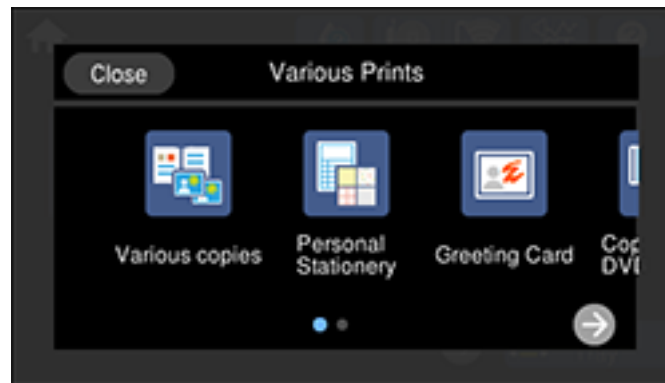 Close
Various Prints
Various copies
Personal
Stationery
Greeting Card